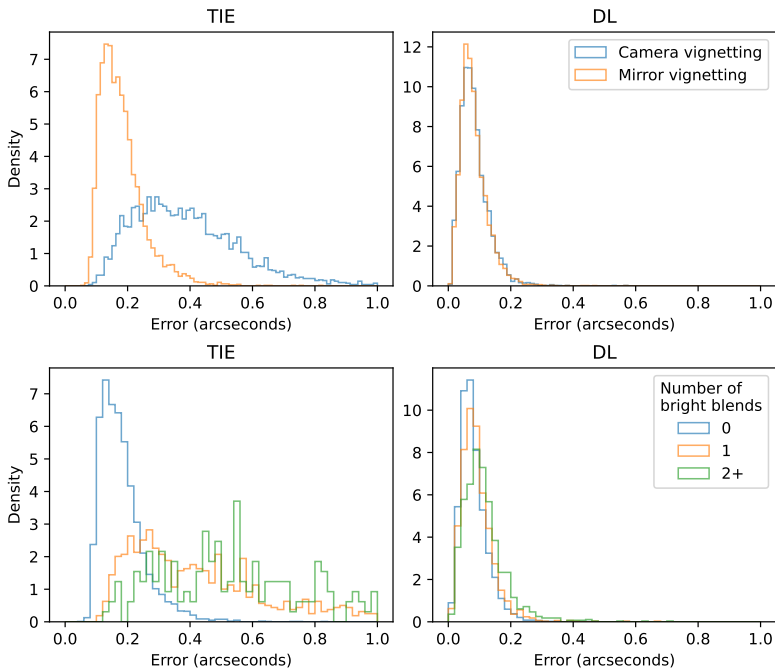 TIE
DL
7
6
5
4
3
2
1
0
Density
0.0 0.2 0.4 0.6 0.8 1.0
Error (arcseconds)
12
10
8
6
4
2
0
Camera vignetting
Mirror vignetting
0.0 0.2 0.4 0.6 0.8 1.0
Error (arcseconds)
TIE
DL
7
6
5
4
3
2
1
0
Density
0.0 0.2 0.4 0.6 0.8 1.0
Error (arcseconds)
10
8
6
4
2
0
Number of
bright blends
0
1
2+
0.0 0.2 0.4 0.6 0.8 1.0
Error (arcseconds)